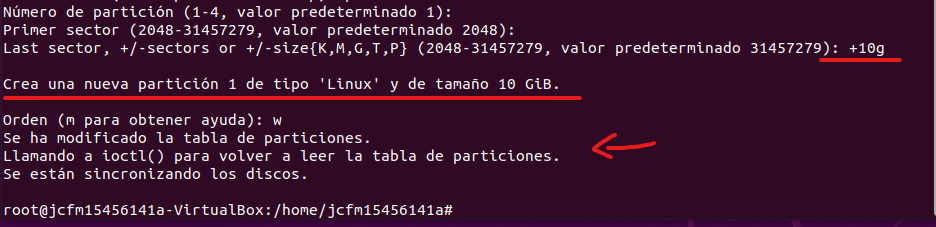 Número de partición (1-4, valor predeterminado 1):
Primer sector (2048-31457279, valor predeterminado 2048):
Last sector, +/-sectors or +/-size{K,M,G,T,P} (2048-31457279, valor predeterminado 31457279): +10g
Crea una nueva partición 1 de tipo 'Linux' y de tamaño 10 GiB.
Orden (m para obtener ayuda): w
Se ha modificado la tabla de particiones.
Llamando a ioctl() para volver a leer la tabla de particiones.
Se están sincronizando los discos.
root@jcfm15456141a-VirtualBox:/home/jcfm15456141a#